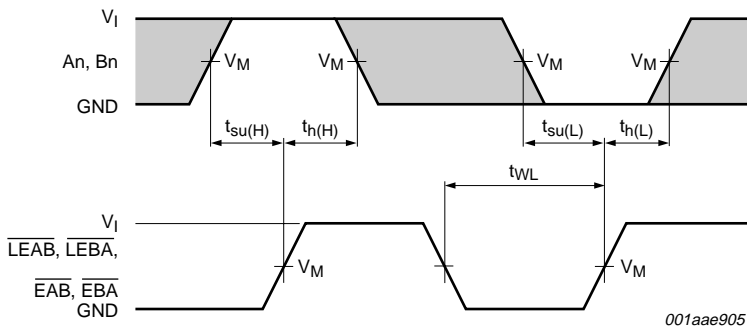 VI
An, Bn
VM VM VM VM
GND
tsu(H) th(H) tsu(L) th(L)
tWL
VI
LEAB, LEBA,
VM VM
EAB, EBA
GND
001aae905